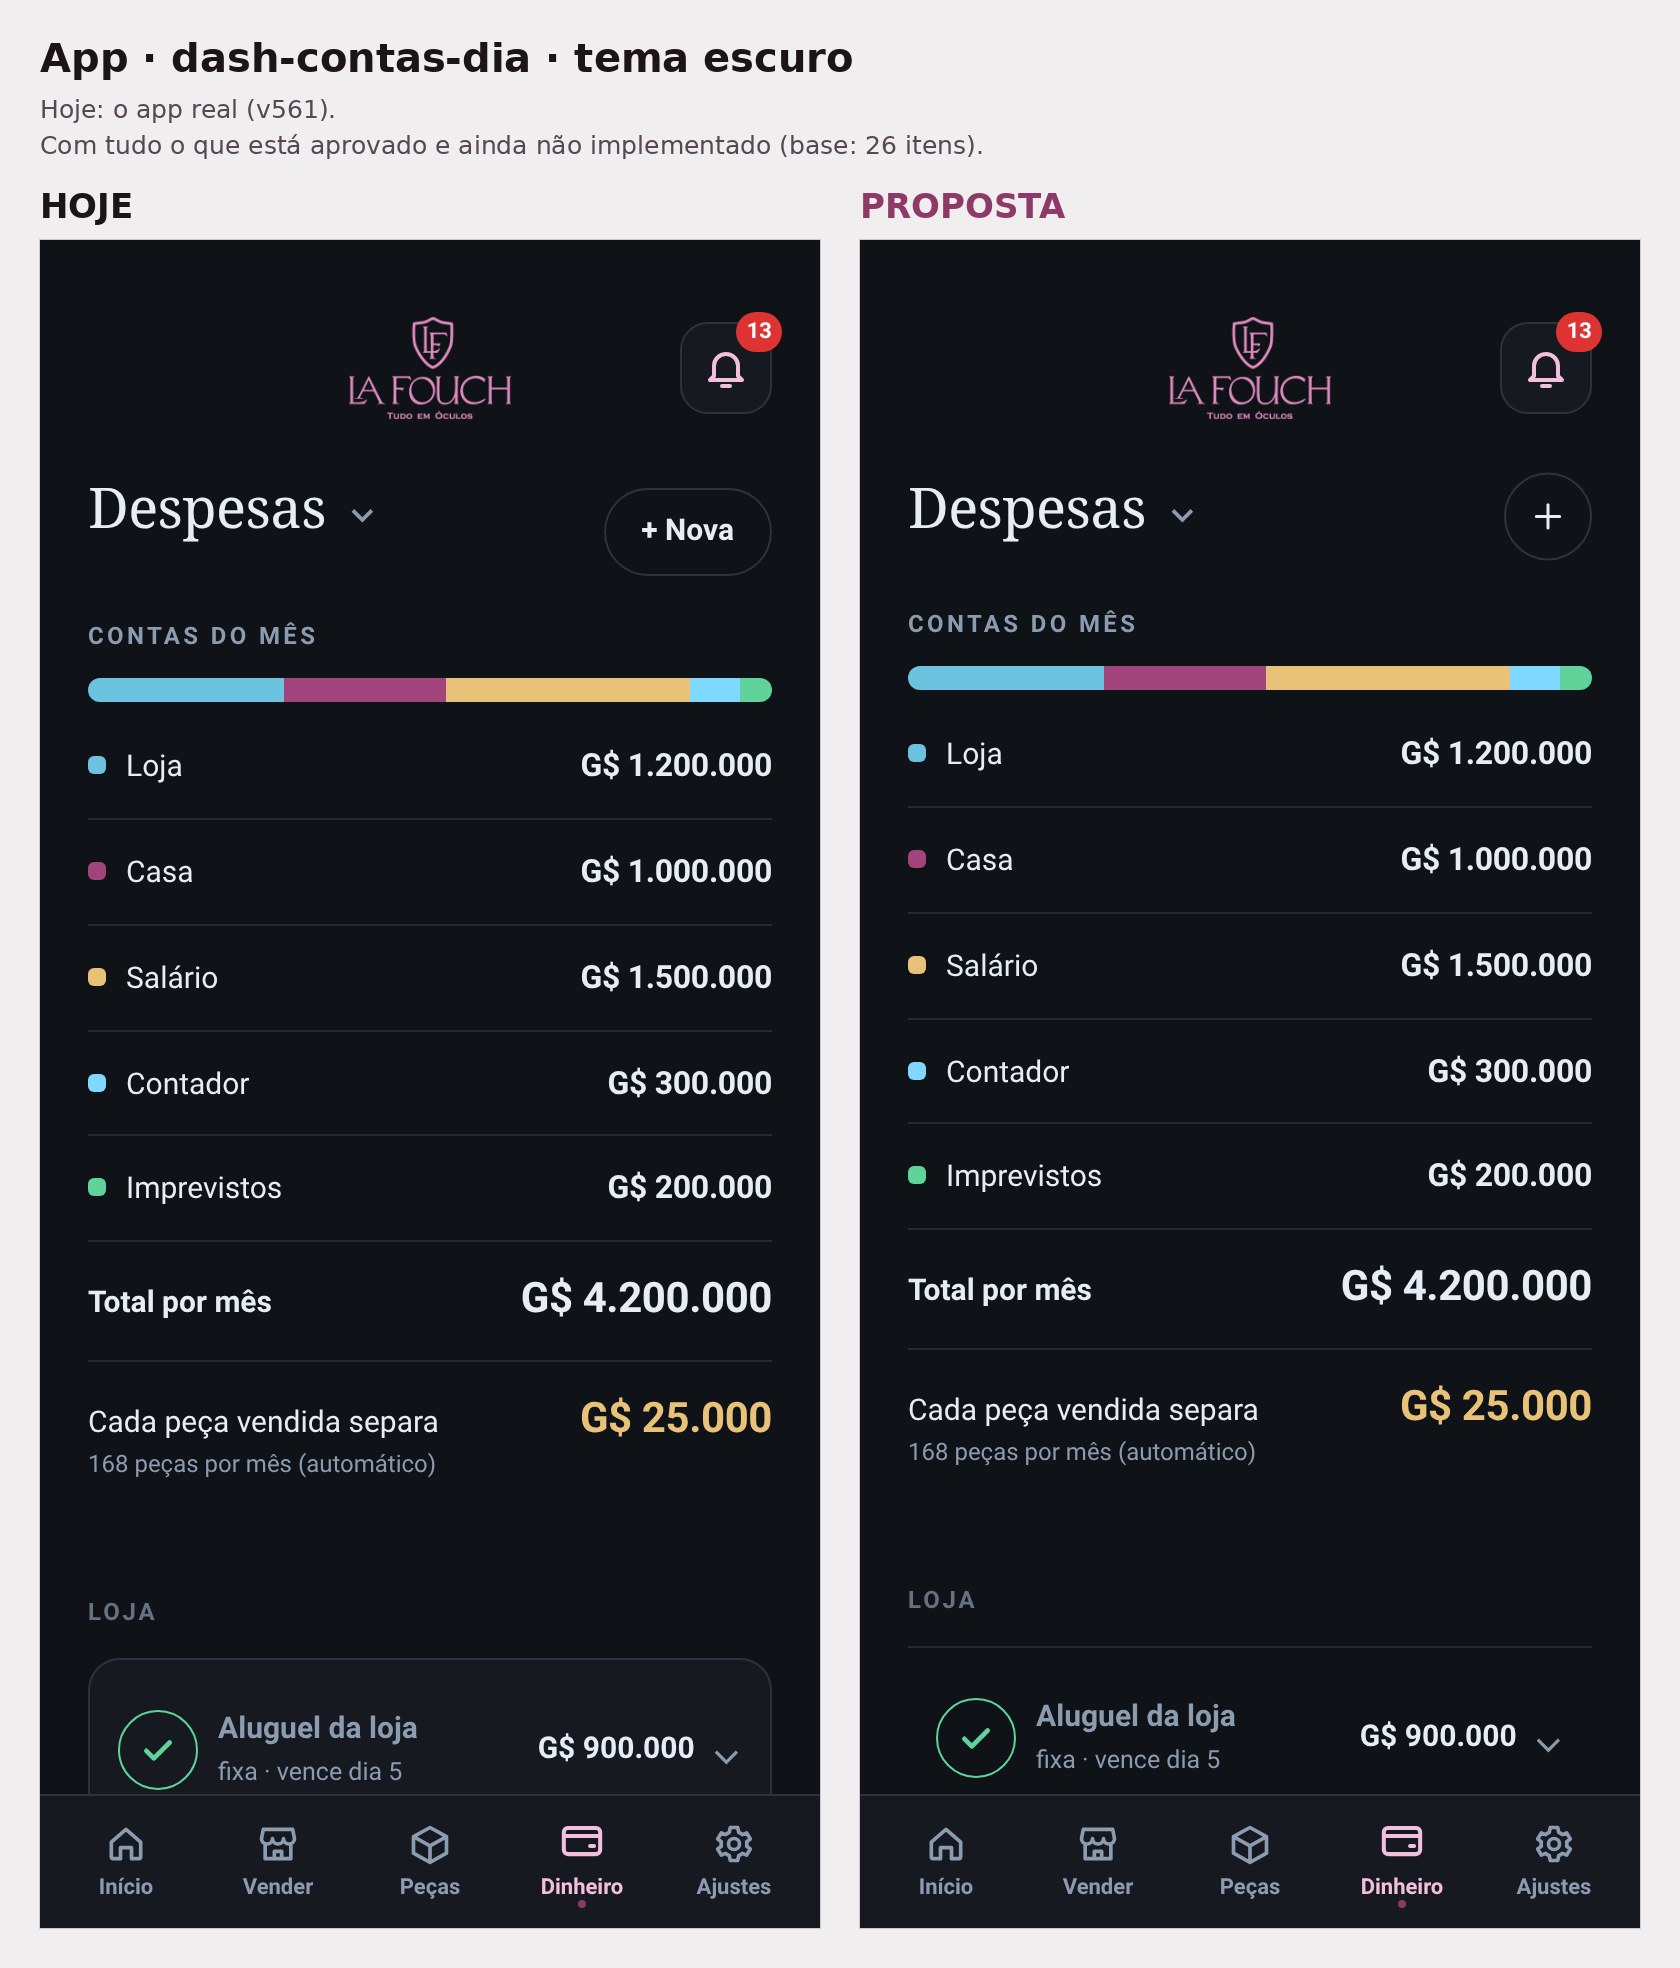 App · dash-contas-dia · tema escuro
Hoje: o app real (v561).
Com tudo o que está aprovado e ainda não implementado (base: 26 itens).
HOJE
LF
LA FOUCH
TUDO EM ÓCULOS
13
Despesas
+ Nova
CONTAS DO MÊS
Loja G$ 1.200.000
Casa G$ 1.000.000
Salário G$ 1.500.000
Contador G$ 300.000
Imprevistos G$ 200.000
Total por mês G$ 4.200.000
Cada peça vendida separa G$ 25.000
168 peças por mês (automático)
LOJA
Aluguel da loja G$ 900.000
fixa · vence dia 5
Início Vender Peças Dinheiro Ajustes
PROPOSTA
LF
LA FOUCH
TUDO EM ÓCULOS
13
Despesas
+
CONTAS DO MÊS
Loja G$ 1.200.000
Casa G$ 1.000.000
Salário G$ 1.500.000
Contador G$ 300.000
Imprevistos G$ 200.000
Total por mês G$ 4.200.000
Cada peça vendida separa G$ 25.000
168 peças por mês (automático)
LOJA
Aluguel da loja G$ 900.000
fixa · vence dia 5
Início Vender Peças Dinheiro Ajustes